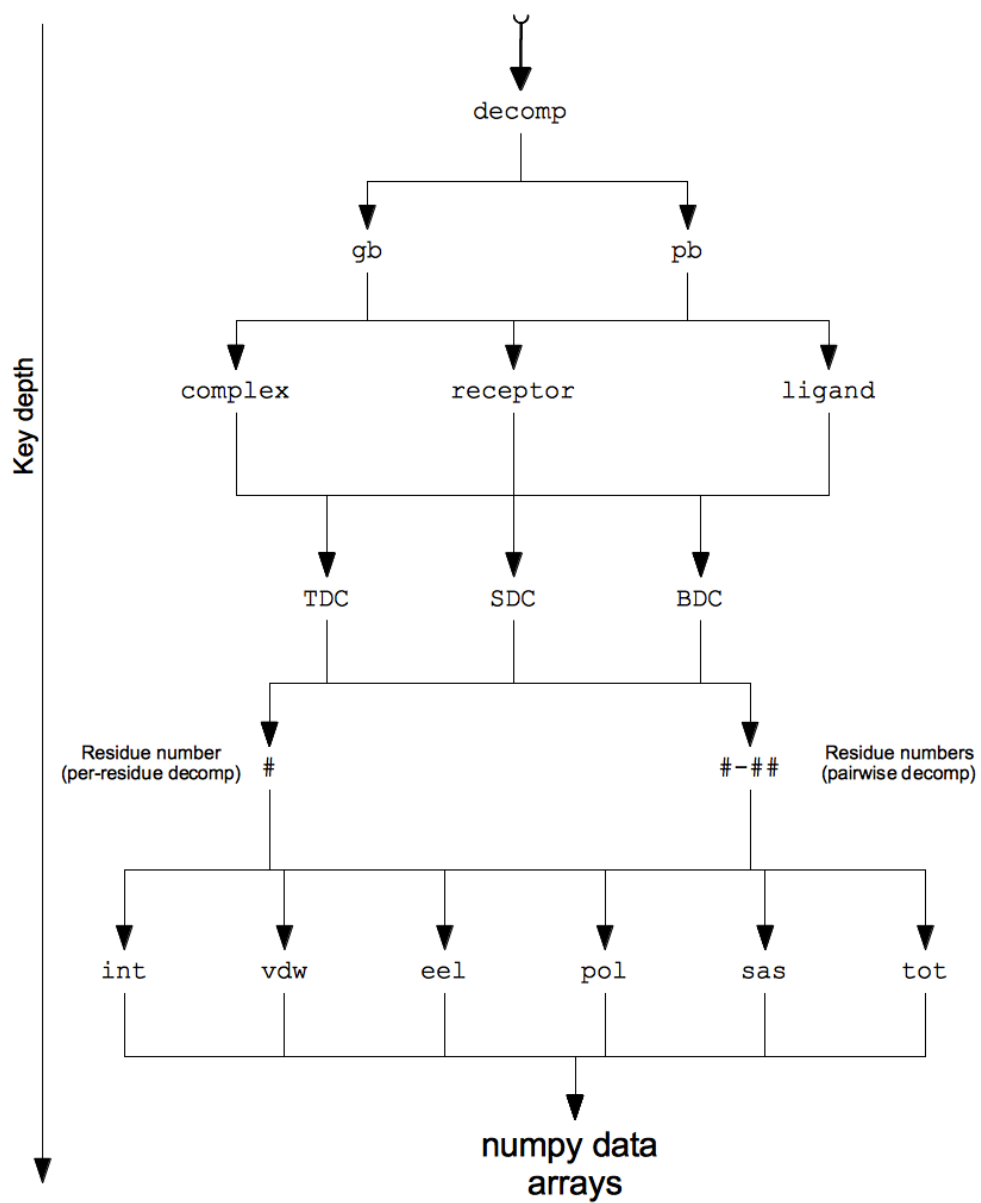 decomp
gb
pb
complex
receptor
ligand
Key depth
TDC
SDC
BDC
Residue number
(per-residue decomp)
#
#-##
Residue numbers
(pairwise decomp)
int
vdw
eel
pol
sas
tot
numpy data
arrays